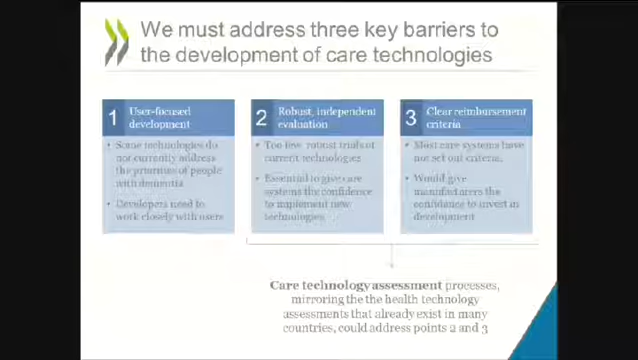 We must address three key barriers to
the development of care technologies
1
User-focused
development
• Some technologies do
not currently address
the priorities of people
with dementia
• Developers need to
work closely with users
2
Robust, independent
evaluation
• Too few robust trials of
current technologies
• Essential to give care
systems the confidence
to implement new
technologies
3
Clear reimbursement
criteria
• Most care systems have
not set out criteria.
• Would give
manufacturers the
confidence to invest in
development
Care technology assessment processes,
mirroring the the health technology
assessments that already exist in many
countries, could address points 2 and 3